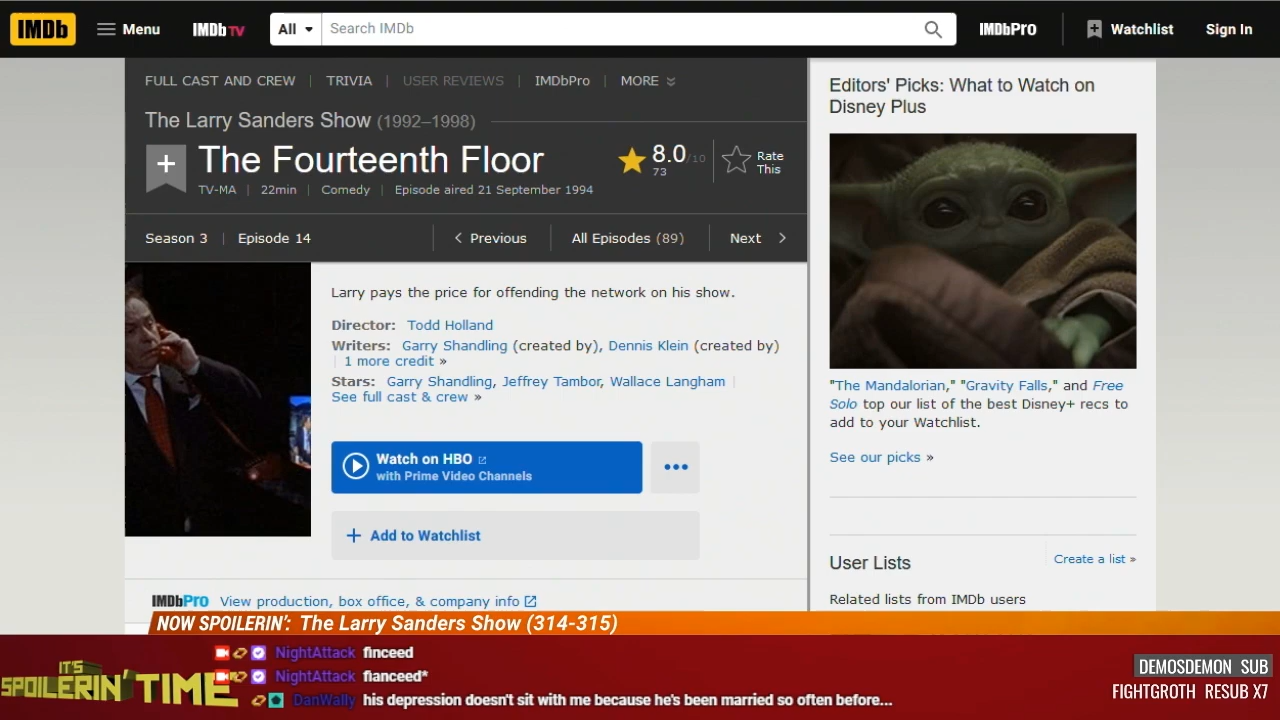 IMDb
Menu
IMDb TV
All
Search IMDb
IMDbPro
Watchlist
Sign In
FULL CAST AND CREW | TRIVIA | USER REVIEWS | IMDbPro | MORE
The Larry Sanders Show (1992–1998)
+ The Fourteenth Floor
8.0/10
73
Rate This
TV-MA | 22min | Comedy | Episode aired 21 September 1994
Season 3 | Episode 14
Previous
All Episodes (89)
Next
Larry pays the price for offending the network on his show.
Director: Todd Holland
Writers: Garry Shandling (created by), Dennis Klein (created by)
| 1 more credit »
Stars: Garry Shandling, Jeffrey Tambor, Wallace Langham |
See full cast & crew »
Watch on HBO
with Prime Video Channels
+ Add to Watchlist
IMDbPro View production, box office, & company info
Editors' Picks: What to Watch on
Disney Plus
"The Mandalorian," "Gravity Falls," and Free
Solo top our list of the best Disney+ recs to
add to your Watchlist.
See our picks »
User Lists
Create a list »
Related lists from IMDb users
NOW SPOILERIN': The Larry Sanders Show (314-315)
IT'S
SPOILERIN' TIME
NightAttack finceed
NightAttack fianceed*
DanWally his depression doesn't sit with me because he's been married so often before...
DEMOSDEMON SUB
FIGHTGROTH RESUB X7